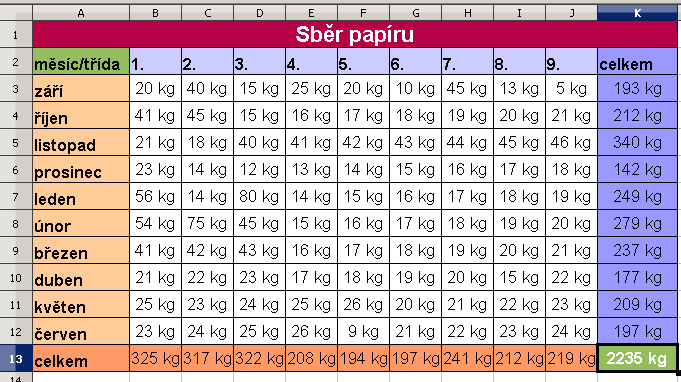 A B C D E F G H I J K
1 Sběr papíru
2 měsíc/třída 1. 2. 3. 4. 5. 6. 7. 8. 9. celkem
3 září 20 kg 40 kg 15 kg 25 kg 20 kg 10 kg 45 kg 13 kg 5 kg 193 kg
4 říjen 41 kg 45 kg 15 kg 16 kg 17 kg 18 kg 19 kg 20 kg 21 kg 212 kg
5 listopad 21 kg 18 kg 40 kg 41 kg 42 kg 43 kg 44 kg 45 kg 46 kg 340 kg
6 prosinec 23 kg 14 kg 12 kg 13 kg 14 kg 15 kg 16 kg 17 kg 18 kg 142 kg
7 leden 56 kg 14 kg 80 kg 14 kg 15 kg 16 kg 17 kg 18 kg 19 kg 249 kg
8 únor 54 kg 75 kg 45 kg 15 kg 16 kg 17 kg 18 kg 19 kg 20 kg 279 kg
9 březen 41 kg 42 kg 43 kg 16 kg 17 kg 18 kg 19 kg 20 kg 21 kg 237 kg
10 duben 21 kg 22 kg 23 kg 17 kg 18 kg 19 kg 20 kg 15 kg 22 kg 177 kg
11 květen 25 kg 23 kg 24 kg 25 kg 26 kg 20 kg 21 kg 22 kg 23 kg 209 kg
12 červen 23 kg 24 kg 25 kg 26 kg 9 kg 21 kg 22 kg 23 kg 24 kg 197 kg
13 celkem 325 kg 317 kg 322 kg 208 kg 194 kg 197 kg 241 kg 212 kg 219 kg 2235 kg
14